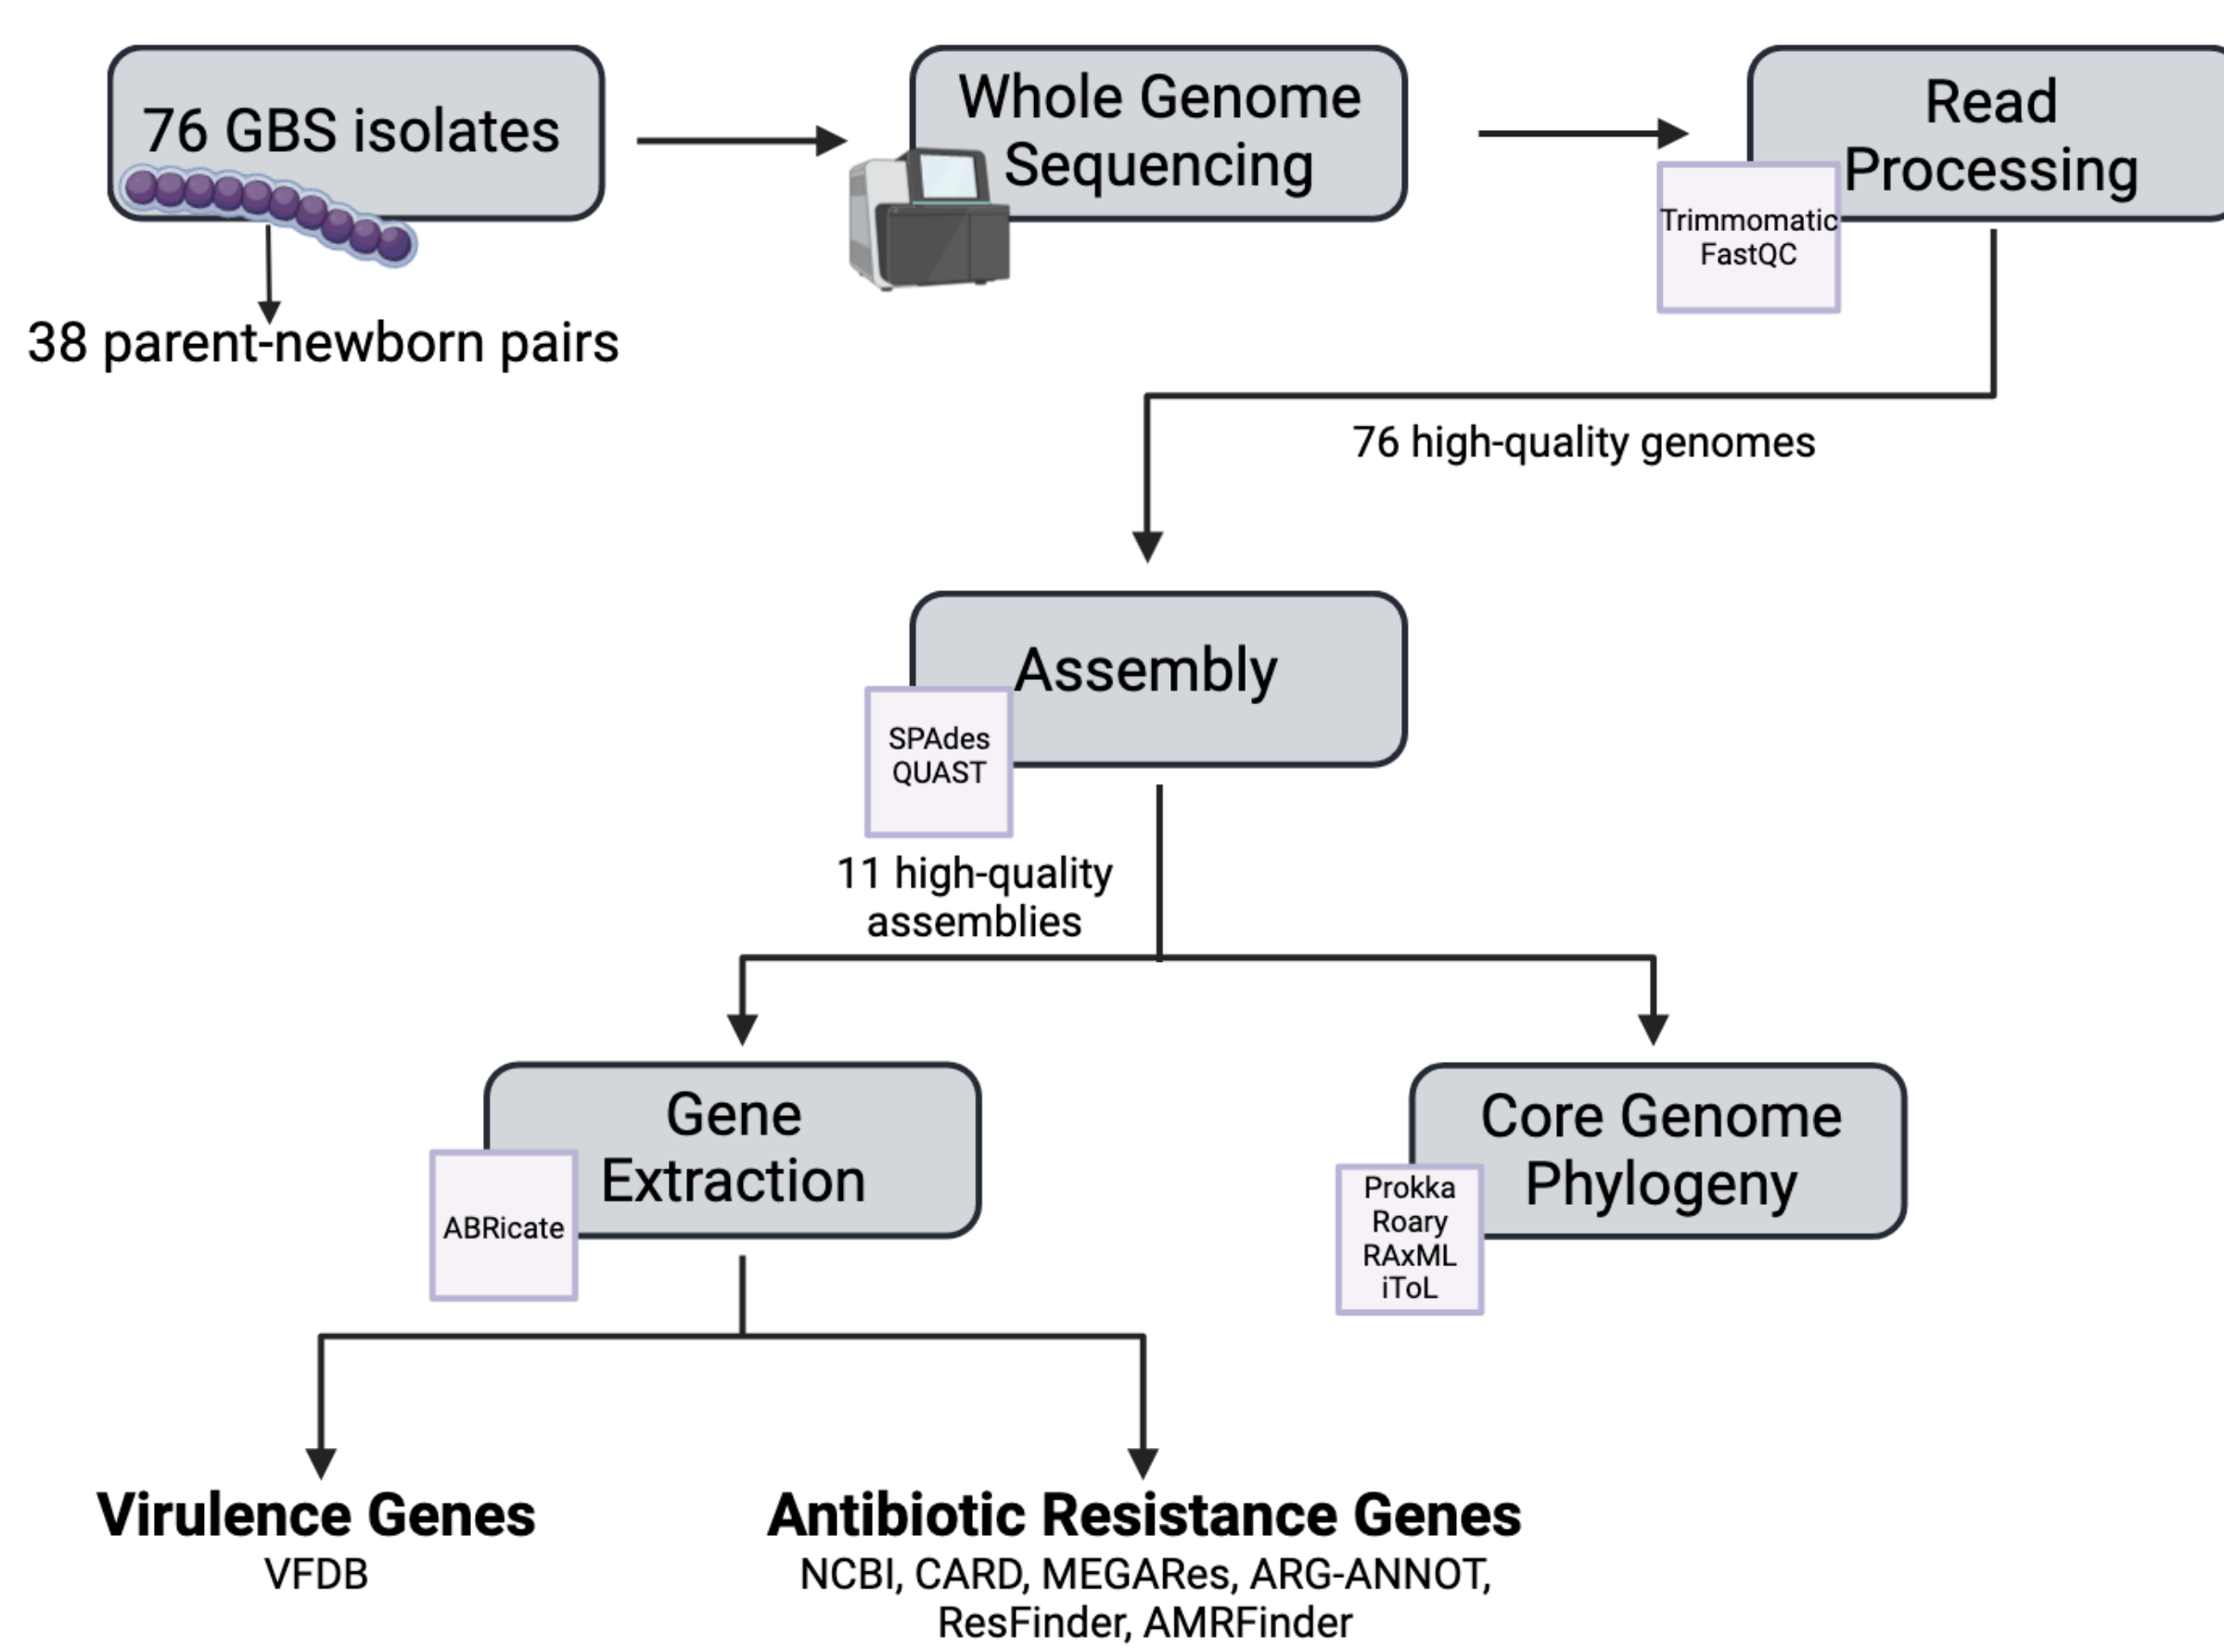 76 GBS isolates
38 parent-newborn pairs
Whole Genome
Sequencing
Read
Processing
Trimmomatic
FastQC
76 high-quality genomes
Assembly
SPAdes
QUAST
11 high-quality
assemblies
Gene
Extraction
ABRicate
Core Genome
Phylogeny
Prokka
Roary
RAxML
iToL
Virulence Genes
VFDB
Antibiotic Resistance Genes
NCBI, CARD, MEGARes, ARG-ANNOT,
ResFinder, AMRFinder